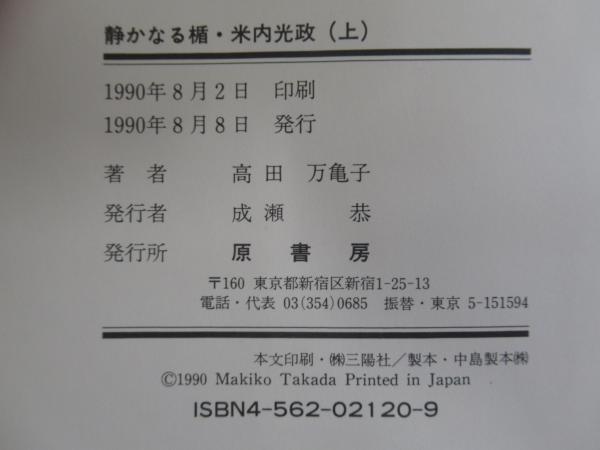 静かなる楯・米内光政（上）
1990年8月2日 印刷
1990年8月8日 発行
著者 高田 万亀子
発行者 成瀬 恭
発行所 原書房
〒160 東京都新宿区新宿1-25-13
電話・代表 03(354)0685 振替・東京 5-151594
本文印刷・㈱三陽社／製本・中島製本㈱
©1990 Makiko Takada Printed in Japan
ISBN4-562-02120-9